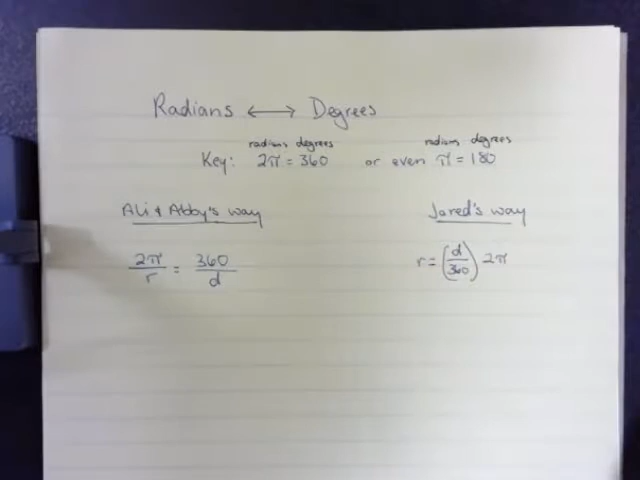 Radians ↔ Degrees
radians degrees radians degrees
Key: 2π = 360 or even π = 180
Ali + Abby's way Jared's way
2π/r = 360/d r = (d/360) 2π